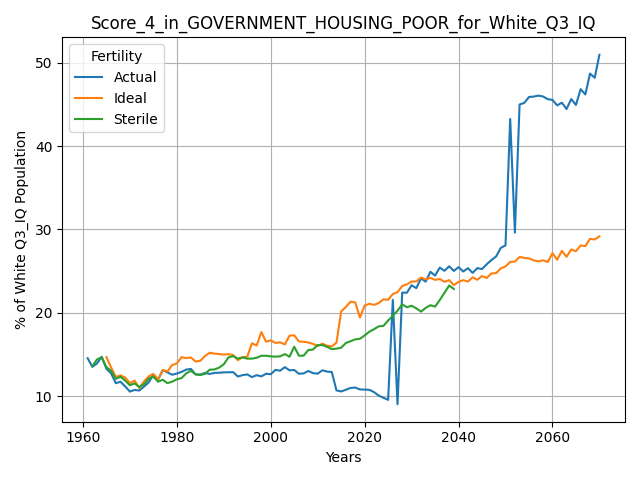 Score_4_in_GOVERNMENT_HOUSING_POOR_for_White_Q3_IQ
Fertility
Actual
Ideal
Sterile
% of White Q3_IQ Population
50
40
30
20
10
1960 1980 2000 2020 2040 2060
Years